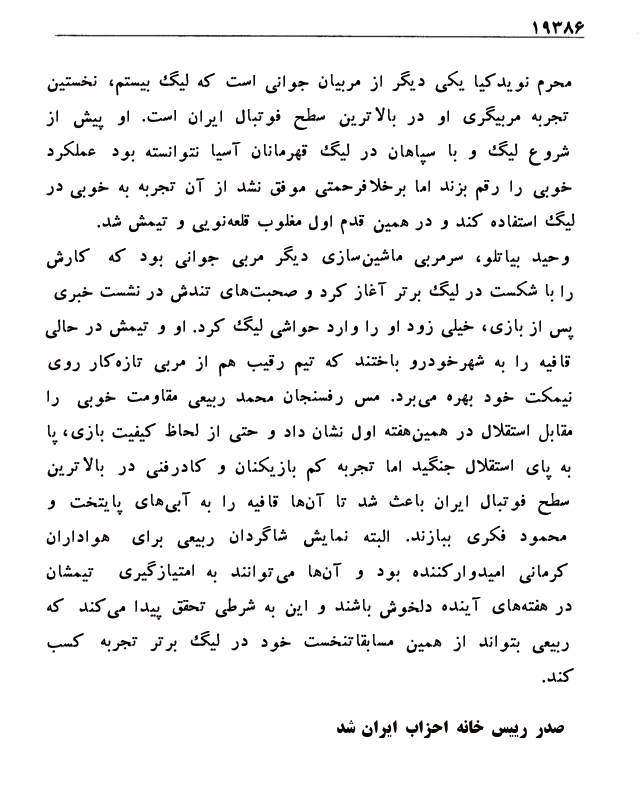 ۱۹۳۸۶
محرم نویدکیا یکی دیگر از مربیان جوانی است که لیگ بیستم، نخستین
تجربه مربیگری او در بالاترین سطح فوتبال ایران است. او پیش از
شروع لیگ و با سپاهان در لیگ قهرمانان آسیا نتوانسته بود عملکرد
خوبی را رقم بزند اما برخلافرحمتی موفق نشد از آن تجربه به خوبی در
لیگ استفاده کند و در همین قدم اول مغلوب قلعه‌نویی و تیمش شد.
وحید بیاتلو، سرمربی ماشین‌سازی دیگر مربی جوانی بود که کارش
را با شکست در لیگ برتر آغاز کرد و صحبت‌های تندش در نشست خبری
پس از بازی، خیلی زود او را وارد حواشی لیگ کرد. او و تیمش در حالی
قافیه را به شهرخودرو باختند که تیم رقیب هم از مربی تازه‌کار روی
نیمکت خود بهره می‌برد. مس رفسنجان محمد ربیعی مقاومت خوبی را
مقابل استقلال در همین‌هفته اول نشان داد و حتی از لحاظ کیفیت بازی، پا
به پای استقلال جنگید اما تجربه کم بازیکنان و کادرفنی در بالاترین
سطح فوتبال ایران باعث شد تا آن‌ها قافیه را به آبی‌های پایتخت و
محمود فکری ببازند. البته نمایش شاگردان ربیعی برای هواداران
کرمانی امیدوارکننده بود و آن‌ها می‌توانند به امتیازگیری تیمشان
در هفته‌های آینده دلخوش باشند و این به شرطی تحقق پیدا می‌کند که
ربیعی بتواند از همین مسابقاتنخست خود در لیگ برتر تجربه کسب
کند.
صدر رییس خانه احزاب ایران شد